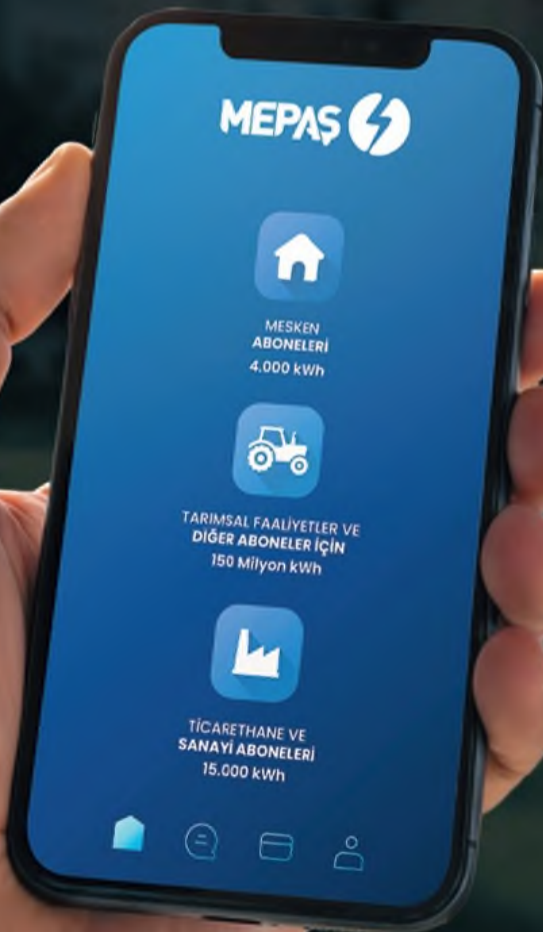 MEPAŞ
MESKEN
ABONELERİ
4.000 kWh
TARIMSAL FAALİYETLER VE
DİĞER ABONELER İÇİN
150 Milyon kWh
TİCARETHANE VE
SANAYİ ABONELERİ
15.000 kWh